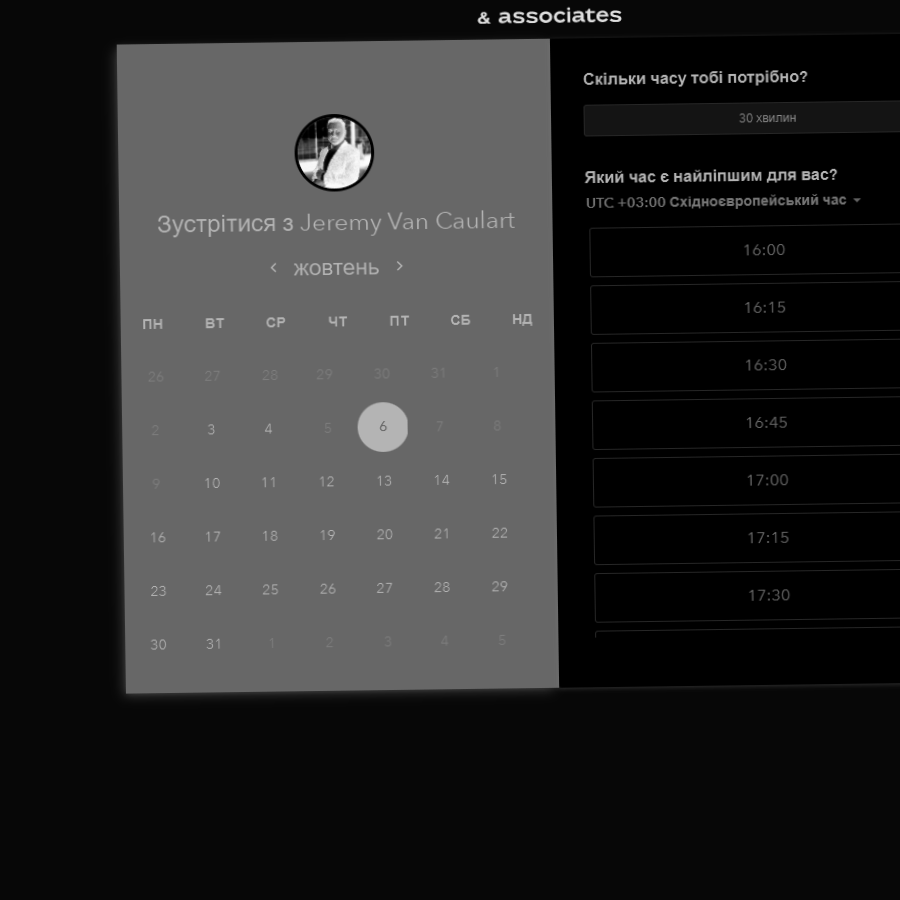 & associates
Зустрітися з Jeremy Van Caulart
‹ жовтень ›
ПН ВТ СР ЧТ ПТ СБ НД
26 27 28 29 30 31 1
2 3 4 5 6 7 8
9 10 11 12 13 14 15
16 17 18 19 20 21 22
23 24 25 26 27 28 29
30 31 1 2 3 4 5
Скільки часу тобі потрібно?
30 хвилин
Який час є найліпшим для вас?
UTC +03:00 Східноєвропейський час
16:00
16:15
16:30
16:45
17:00
17:15
17:30